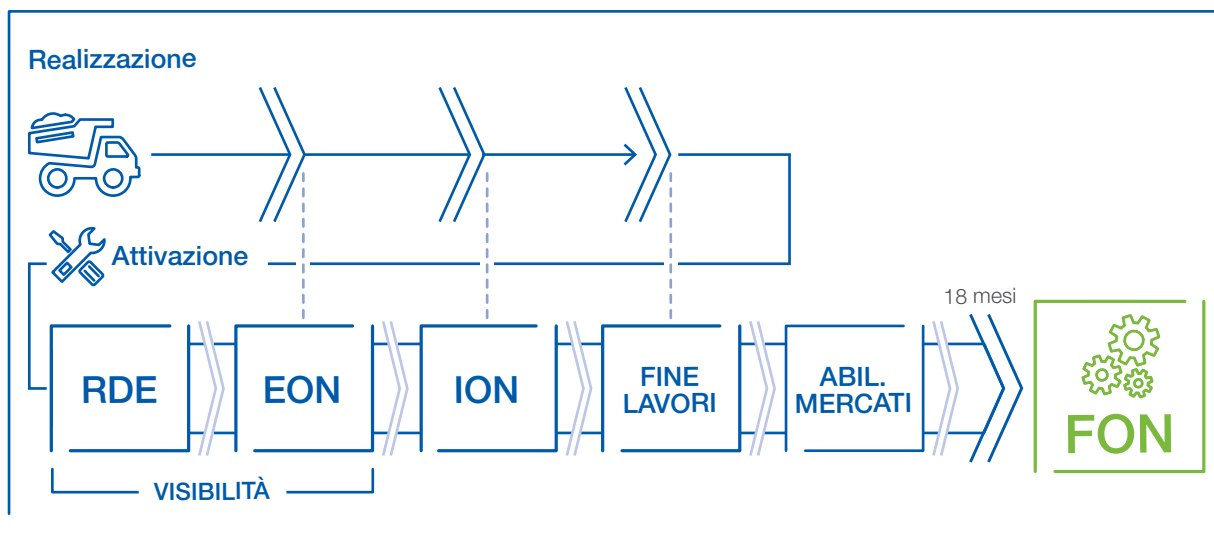 Realizzazione
Attivazione
18 mesi
RDE
EON
ION
FINE
LAVORI
ABIL.
MERCATI
FON
VISIBILITÀ